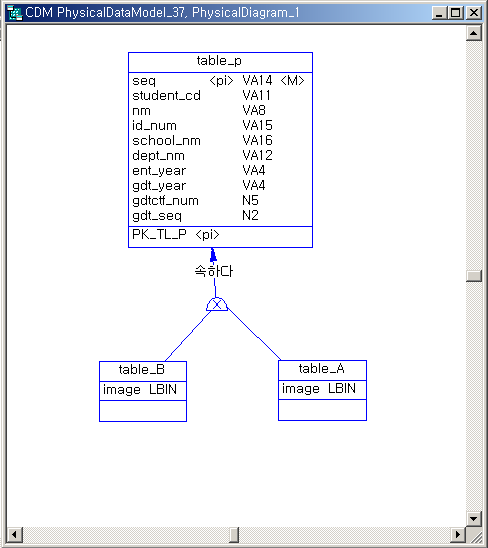 CDM PhysicalDataModel_37, PhysicalDiagram_1
table_p
seq <pi> VA14 <M>
student_cd VA11
nm VA8
id_num VA15
school_nm VA16
dept_nm VA12
ent_year VA4
gdt_year VA4
gdtctf_num N5
gdt_seq N2
PK_TL_P <pi>
속하다
table_B
image LBIN
table_A
image LBIN